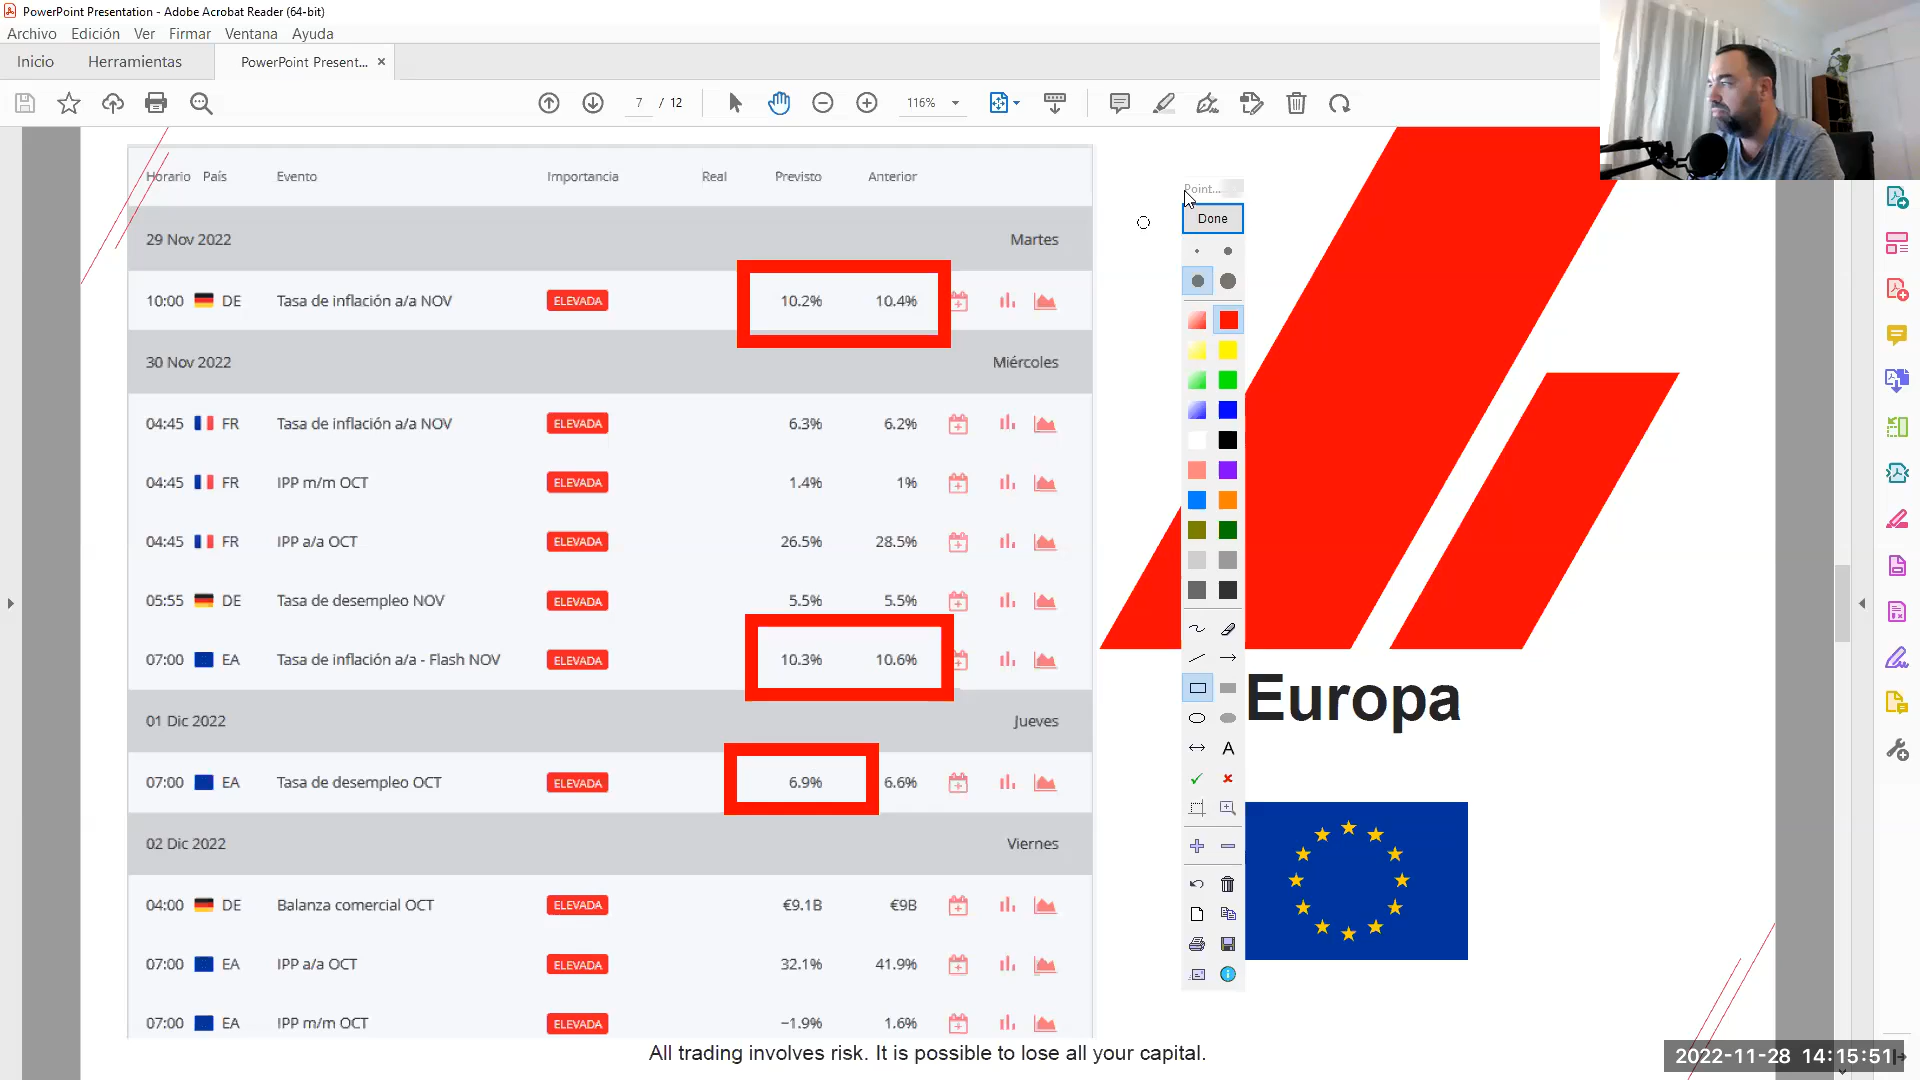 PowerPoint Presentation - Adobe Acrobat Reader (64-bit)
Archivo Edición Ver Firmar Ventana Ayuda
Inicio Herramientas PowerPoint Present... ×
7 / 12 116%
Horario País Evento Importancia Real Previsto Anterior
29 Nov 2022 Martes
10:00 DE Tasa de inflación a/a NOV ELEVADA 10.2% 10.4%
30 Nov 2022 Miércoles
04:45 FR Tasa de inflación a/a NOV ELEVADA 6.3% 6.2%
04:45 FR IPP m/m OCT ELEVADA 1.4% 1%
04:45 FR IPP a/a OCT ELEVADA 26.5% 28.5%
05:55 DE Tasa de desempleo NOV ELEVADA 5.5% 5.5%
07:00 EA Tasa de inflación a/a - Flash NOV ELEVADA 10.3% 10.6%
01 Dic 2022 Jueves
07:00 EA Tasa de desempleo OCT ELEVADA 6.9% 6.6%
02 Dic 2022 Viernes
04:00 DE Balanza comercial OCT ELEVADA €9.1B €9B
07:00 EA IPP a/a OCT ELEVADA 32.1% 41.9%
07:00 EA IPP m/m OCT ELEVADA −1.9% 1.6%
Point...
Done
A
Europa
All trading involves risk. It is possible to lose all your capital.
2022-11-28 14:15:51